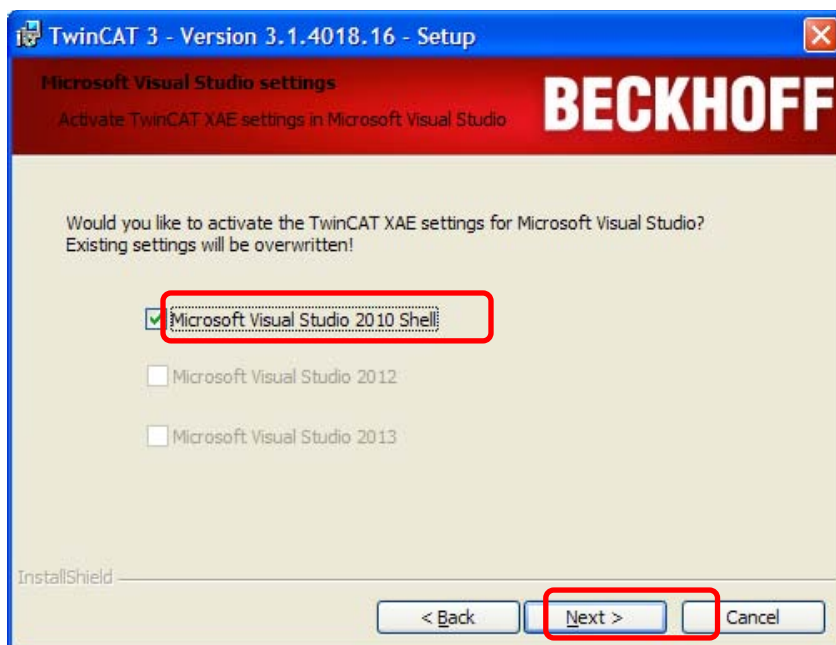 TwinCAT 3 - Version 3.1.4018.16 - Setup
Microsoft Visual Studio settings
Activate TwinCAT XAE settings in Microsoft Visual Studio
BECKHOFF
Would you like to activate the TwinCAT XAE settings for Microsoft Visual Studio?
Existing settings will be overwritten!
Microsoft Visual Studio 2010 Shell
Microsoft Visual Studio 2012
Microsoft Visual Studio 2013
InstallShield
< Back
Next >
Cancel